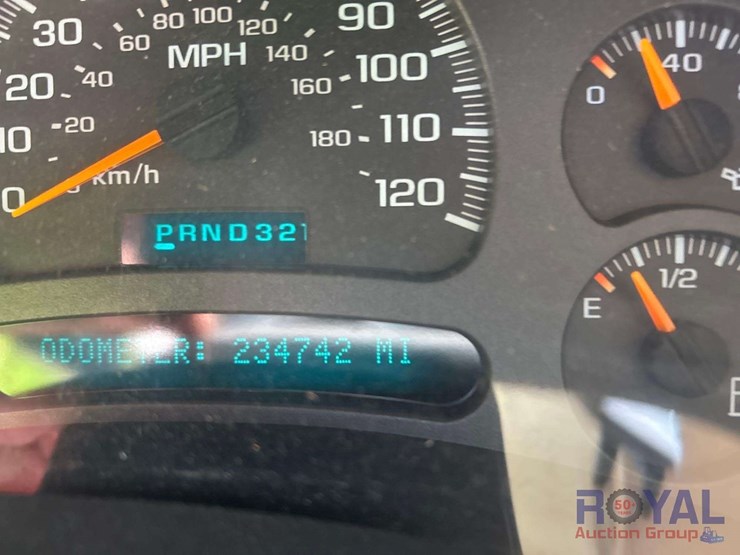 30 60 80 100 120 90
MPH 140
20 40 160 100
10 20 180 110
0 km/h 120
PRND321
ODOMETER: 234742 MI
0 40
E 1/2
50+
ROYAL
Auction Group